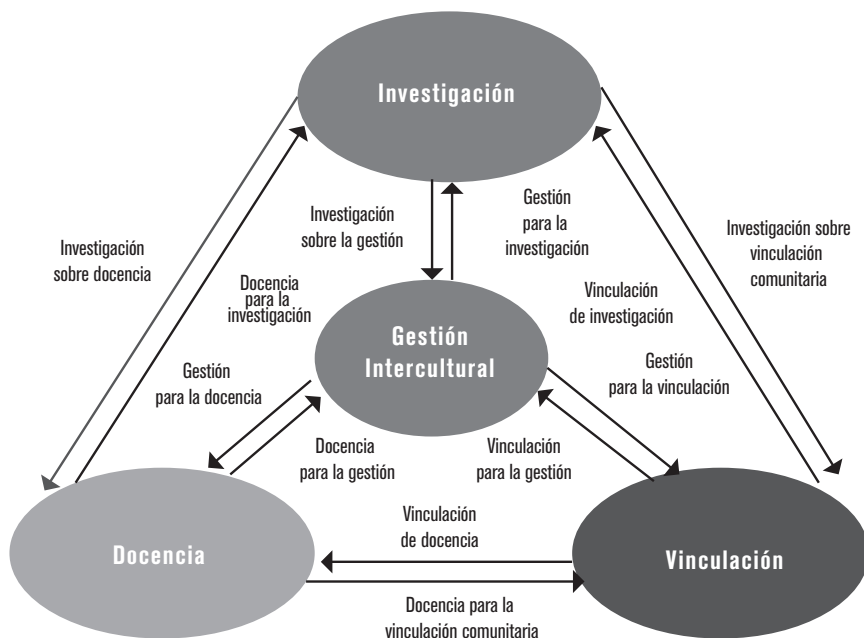 Investigación
Investigación
sobre la gestión
Gestión
para la
investigación
Investigación
sobre docencia
Investigación sobre
vinculación
comunitaria
Docencia
para la
investigación
Vinculación
de investigación
Gestión
Intercultural
Gestión
para la docencia
Gestión
para la vinculación
Docencia
para la gestión
Vinculación
para la gestión
Vinculación
de docencia
Docencia
Vinculación
Docencia para la
vinculación comunitaria